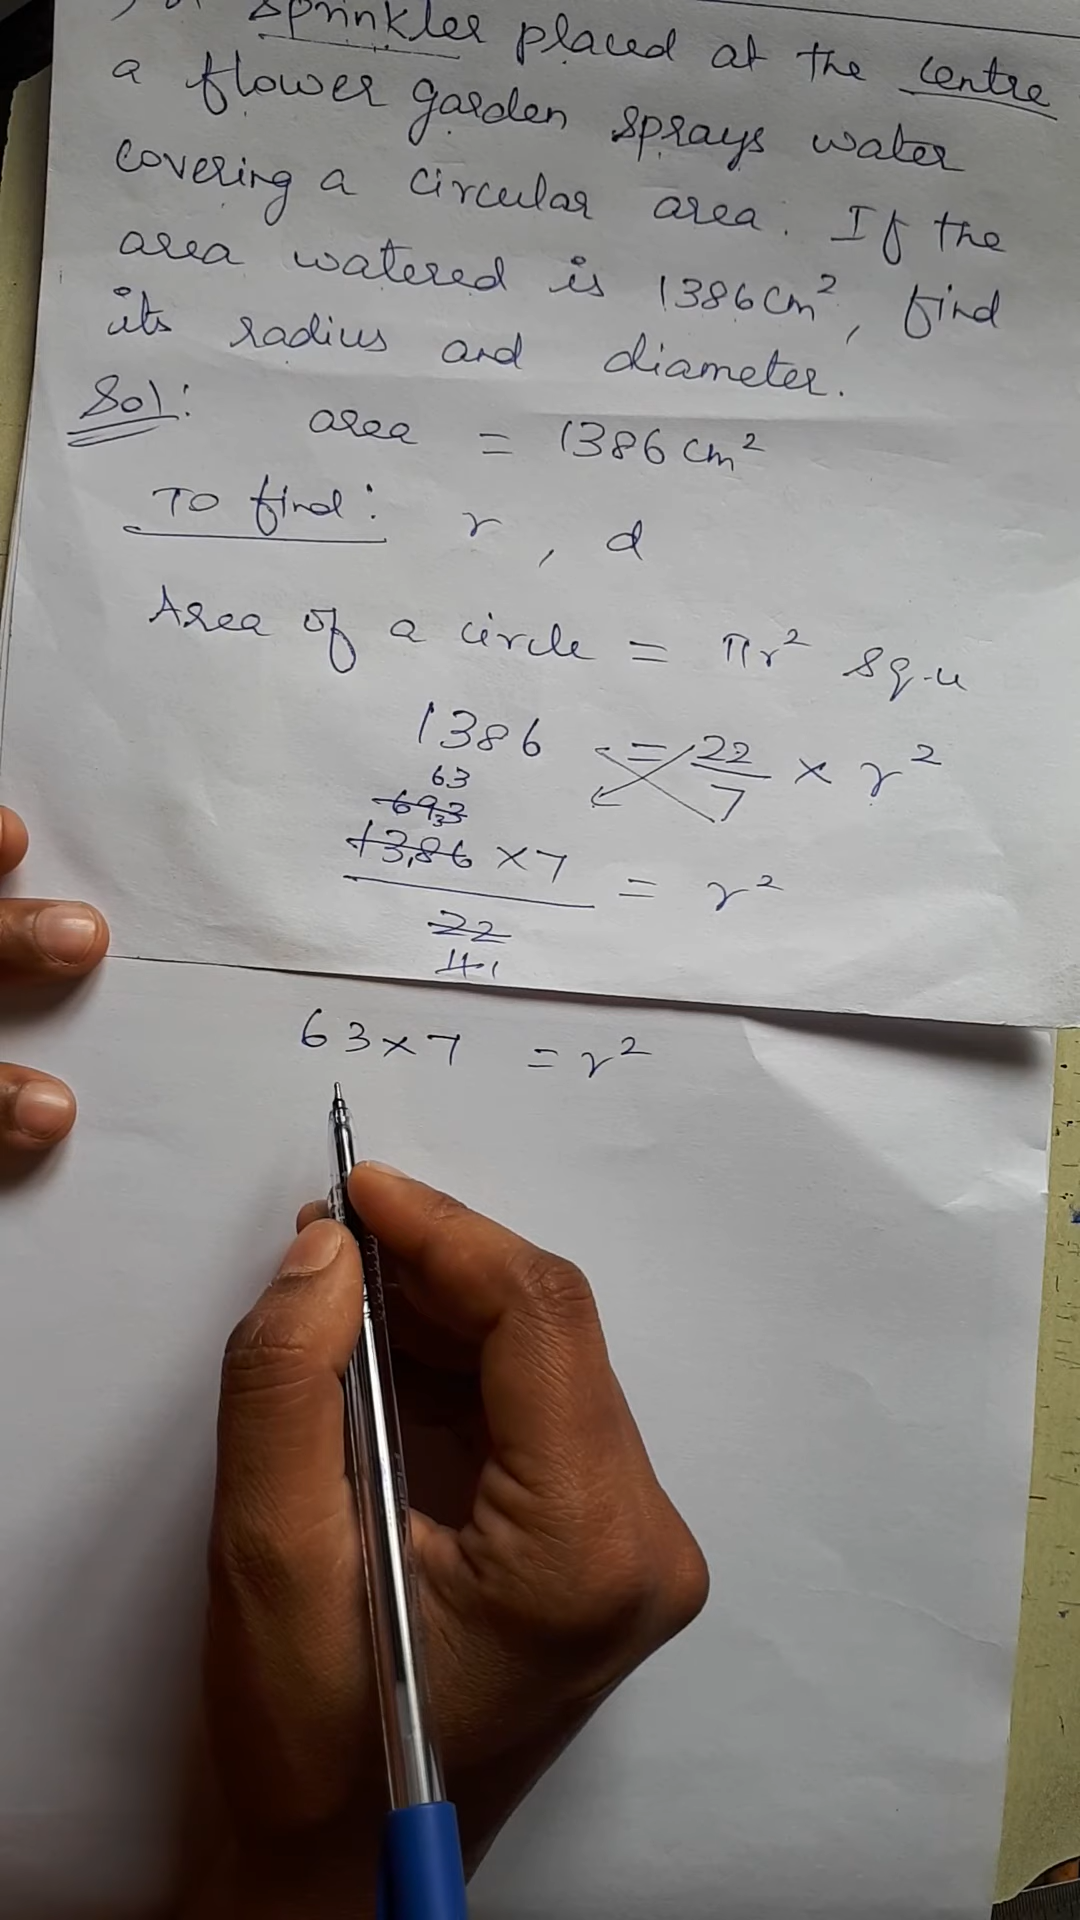 sprinkler placed at the centre
a flower garden sprays water
covering a circular area. If the
area watered is 1386cm², find
its radius and diameter.
Sol: area = 1386 cm²
To find: r, d
Area of a circle = πr² sq.u
1386 = 22/7 × r²
63
693
1386 × 7 = r²
22
11 1
63×7 = r²